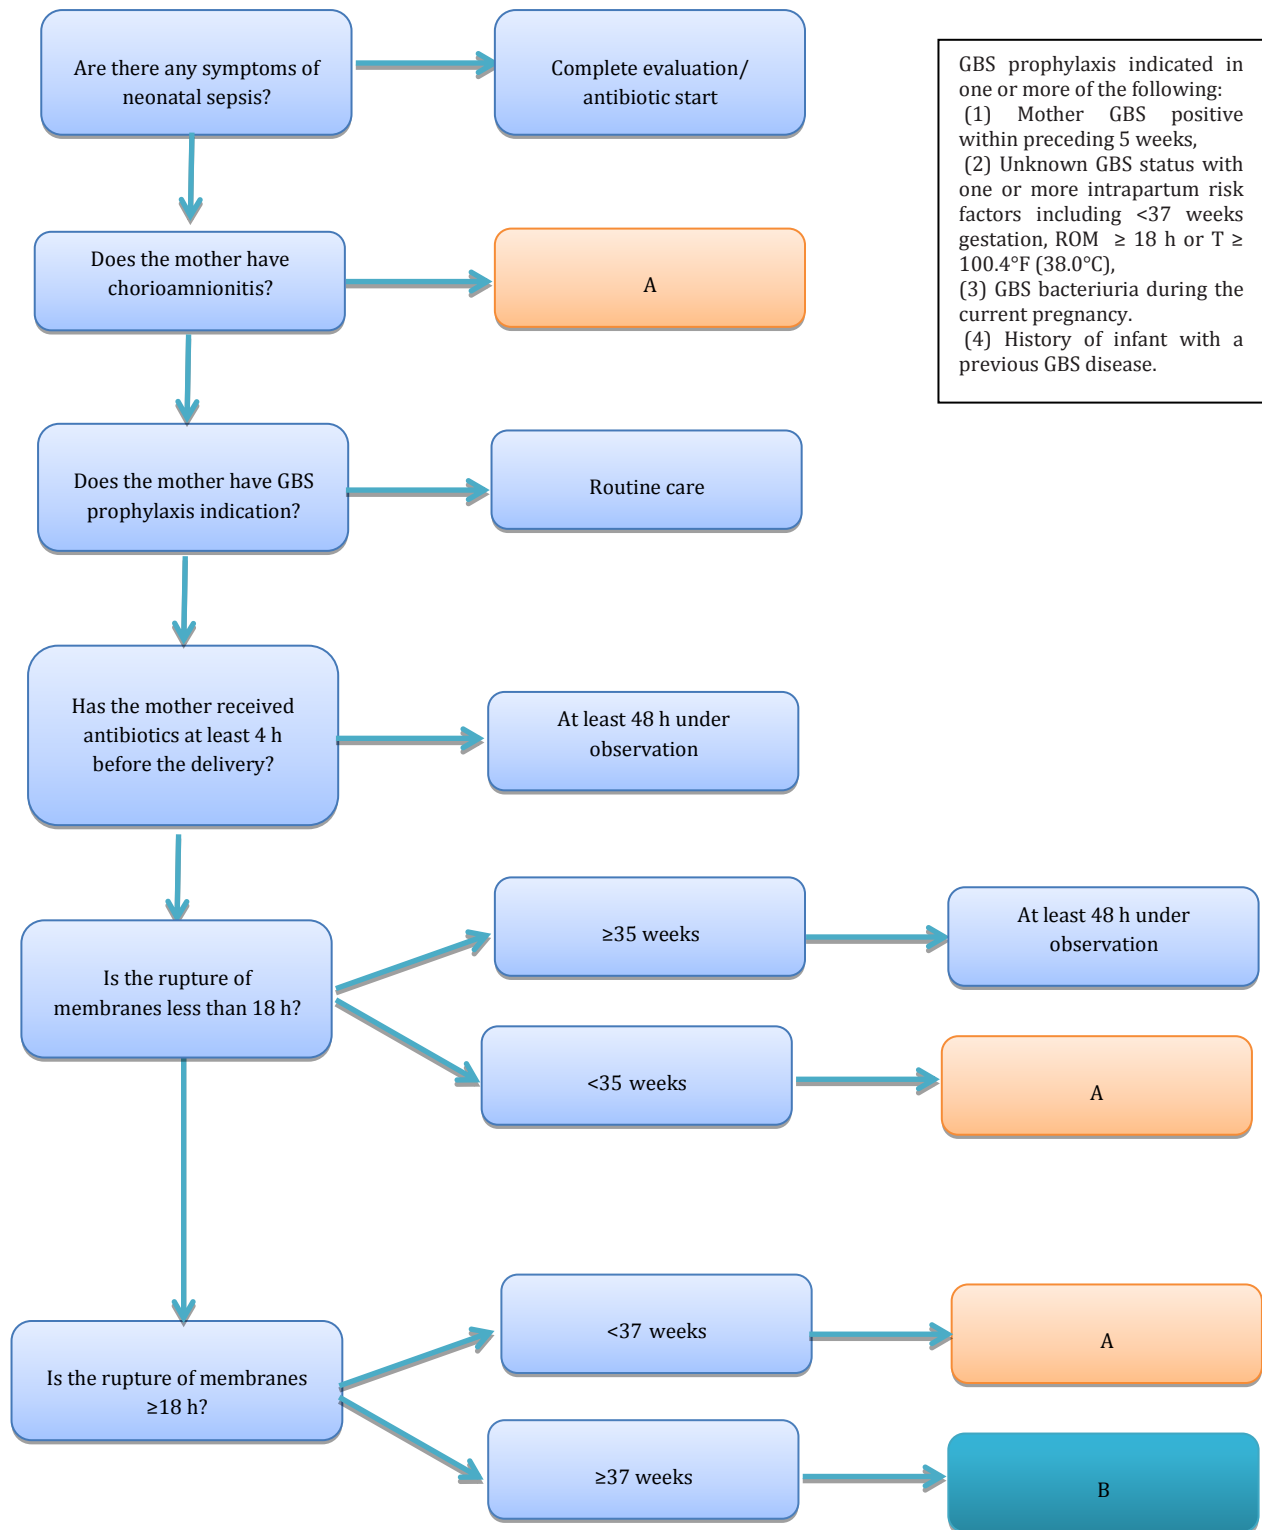 Are there any symptoms of
neonatal sepsis?
Complete evaluation/
antibiotic start
GBS prophylaxis indicated in
one or more of the following:
(1) Mother GBS positive
within preceding 5 weeks,
(2) Unknown GBS status with
one or more intrapartum risk
factors including <37 weeks
gestation, ROM ≥ 18 h or T ≥
100.4°F (38.0°C),
(3) GBS bacteriuria during the
current pregnancy.
(4) History of infant with a
previous GBS disease.
Does the mother have
chorioamnionitis?
A
Does the mother have GBS
prophylaxis indication?
Routine care
Has the mother received
antibiotics at least 4 h
before the delivery?
At least 48 h under
observation
Is the rupture of
membranes less than 18 h?
≥35 weeks
At least 48 h under
observation
<35 weeks
A
Is the rupture of membranes
≥18 h?
<37 weeks
A
≥37 weeks
B